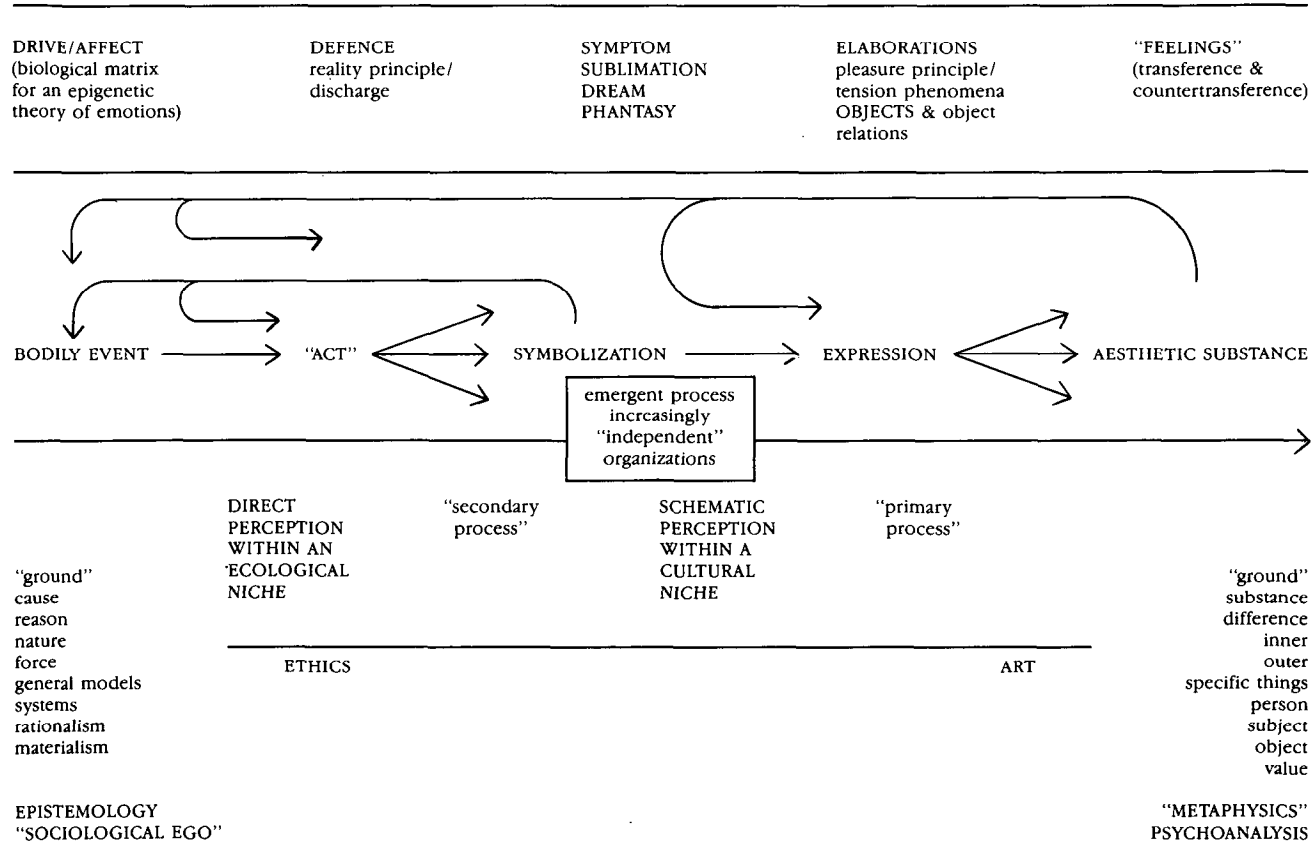 DRIVE/AFFECT
(biological matrix
for an epigenetic
theory of emotions)
DEFENCE
reality principle/
discharge
SYMPTOM
SUBLIMATION
DREAM
PHANTASY
ELABORATIONS
pleasure principle/
tension phenomena
OBJECTS & object
relations
"FEELINGS"
(transference &
countertransference)
BODILY EVENT
"ACT"
SYMBOLIZATION
EXPRESSION
AESTHETIC SUBSTANCE
emergent process
increasingly
"independent"
organizations
DIRECT
PERCEPTION
WITHIN AN
ECOLOGICAL
NICHE
"secondary
process"
SCHEMATIC
PERCEPTION
WITHIN A
CULTURAL
NICHE
"primary
process"
"ground"
cause
reason
nature
force
general models
systems
rationalism
materialism
ETHICS
ART
"ground"
substance
difference
inner
outer
specific things
person
subject
object
value
EPISTEMOLOGY
"SOCIOLOGICAL EGO"
"METAPHYSICS"
PSYCHOANALYSIS